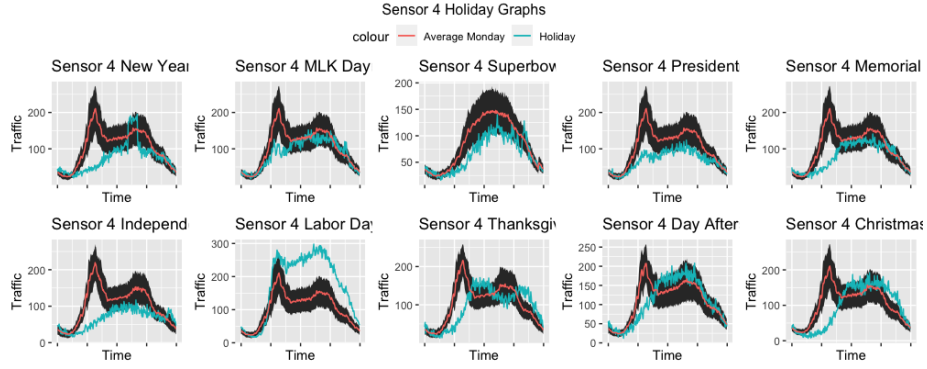 Sensor 4 Holiday Graphs
colour Average Monday Holiday
Sensor 4 New Year
Sensor 4 MLK Day
Sensor 4 Superbow
Sensor 4 President
Sensor 4 Memorial
Traffic
200
100
Time
Traffic
200
100
Time
Traffic
200
150
100
50
Time
Traffic
200
100
Time
Traffic
200
100
Time
Sensor 4 Independ
Sensor 4 Labor Day
Sensor 4 Thanksgiv
Sensor 4 Day After
Sensor 4 Christmas
Traffic
200
100
0
Time
Traffic
300
200
100
0
Time
Traffic
200
100
Time
Traffic
250
200
150
100
50
0
Time
Traffic
200
100
0
Time